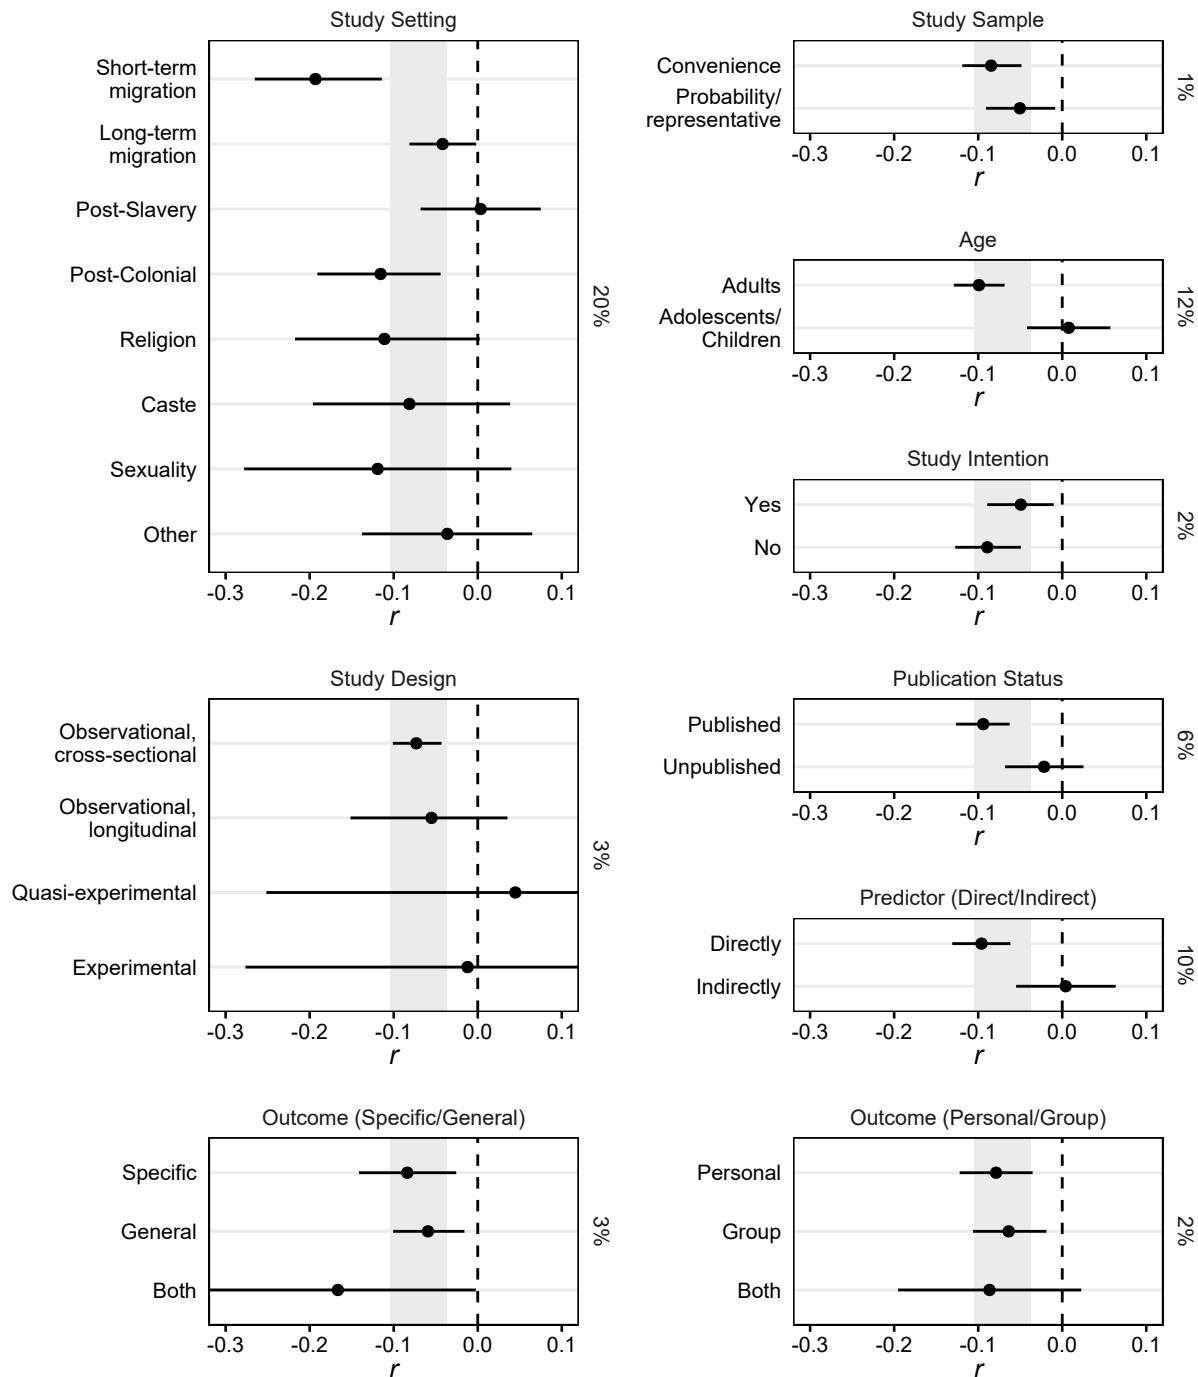 Study Setting
Short-term
migration
Long-term
migration
Post-Slavery
Post-Colonial
Religion
Caste
Sexuality
Other
20%
-0.3 -0.2 -0.1 0.0 0.1
r
Study Design
Observational,
cross-sectional
Observational,
longitudinal
Quasi-experimental
Experimental
3%
-0.3 -0.2 -0.1 0.0 0.1
r
Outcome (Specific/General)
Specific
General
Both
3%
-0.3 -0.2 -0.1 0.0 0.1
r
Study Sample
Convenience
Probability/
representative
1%
-0.3 -0.2 -0.1 0.0 0.1
r
Age
Adults
Adolescents/
Children
12%
-0.3 -0.2 -0.1 0.0 0.1
r
Study Intention
Yes
No
2%
-0.3 -0.2 -0.1 0.0 0.1
r
Publication Status
Published
Unpublished
6%
-0.3 -0.2 -0.1 0.0 0.1
r
Predictor (Direct/Indirect)
Directly
Indirectly
10%
-0.3 -0.2 -0.1 0.0 0.1
r
Outcome (Personal/Group)
Personal
Group
Both
2%
-0.3 -0.2 -0.1 0.0 0.1
r